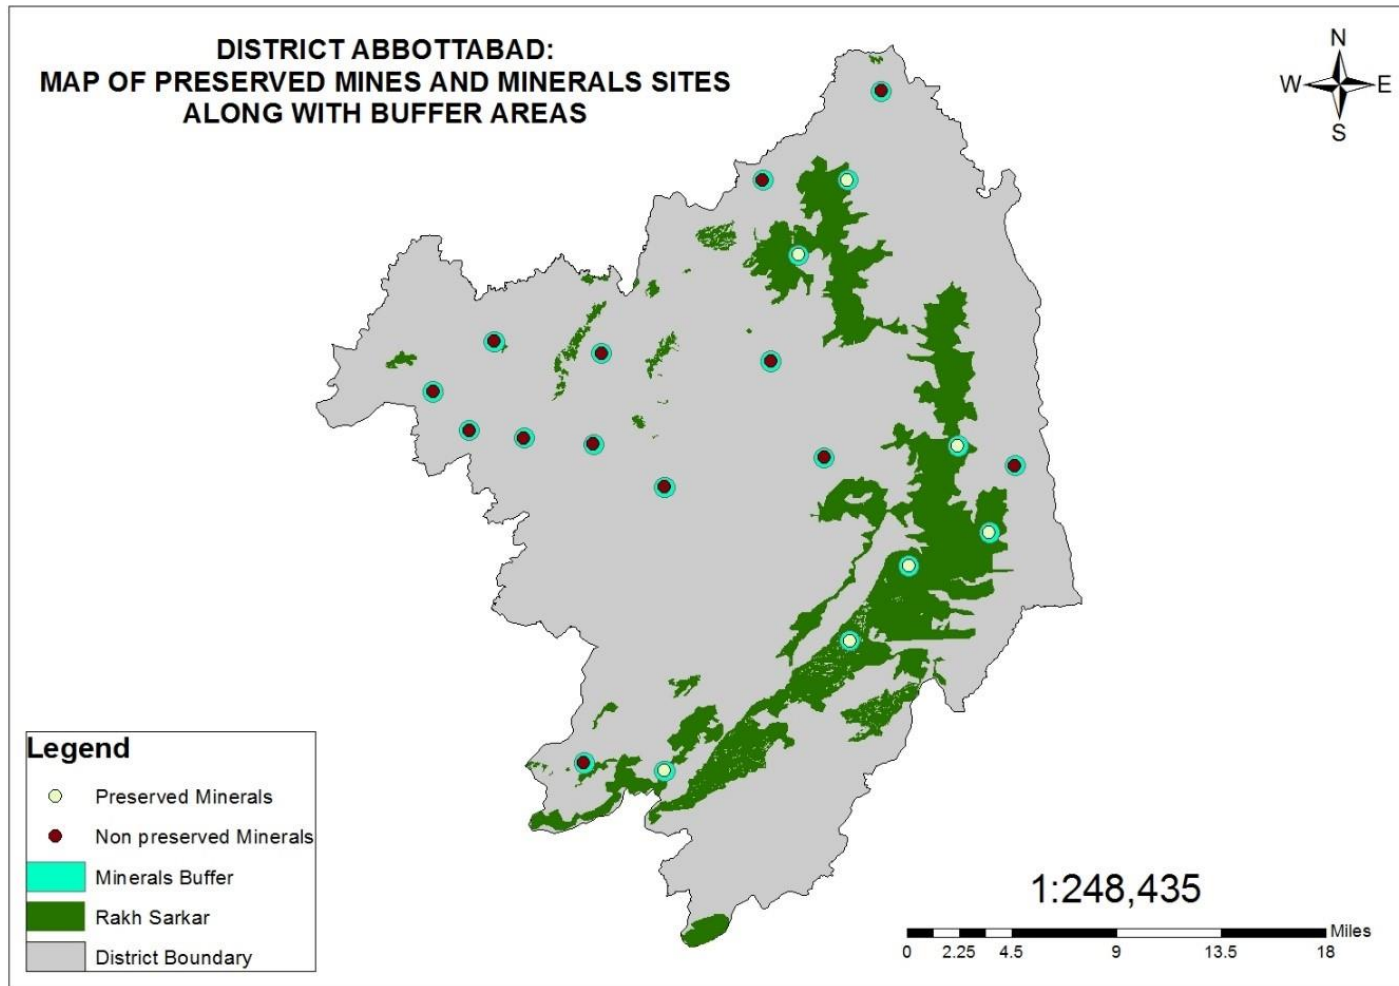 DISTRICT ABBOTTABAD:
MAP OF PRESERVED MINES AND MINERALS SITES
ALONG WITH BUFFER AREAS
N
W E
S
Legend
Preserved Minerals
Non preserved Minerals
Minerals Buffer
Rakh Sarkar
District Boundary
1:248,435
Miles
0 2.25 4.5 9 13.5 18